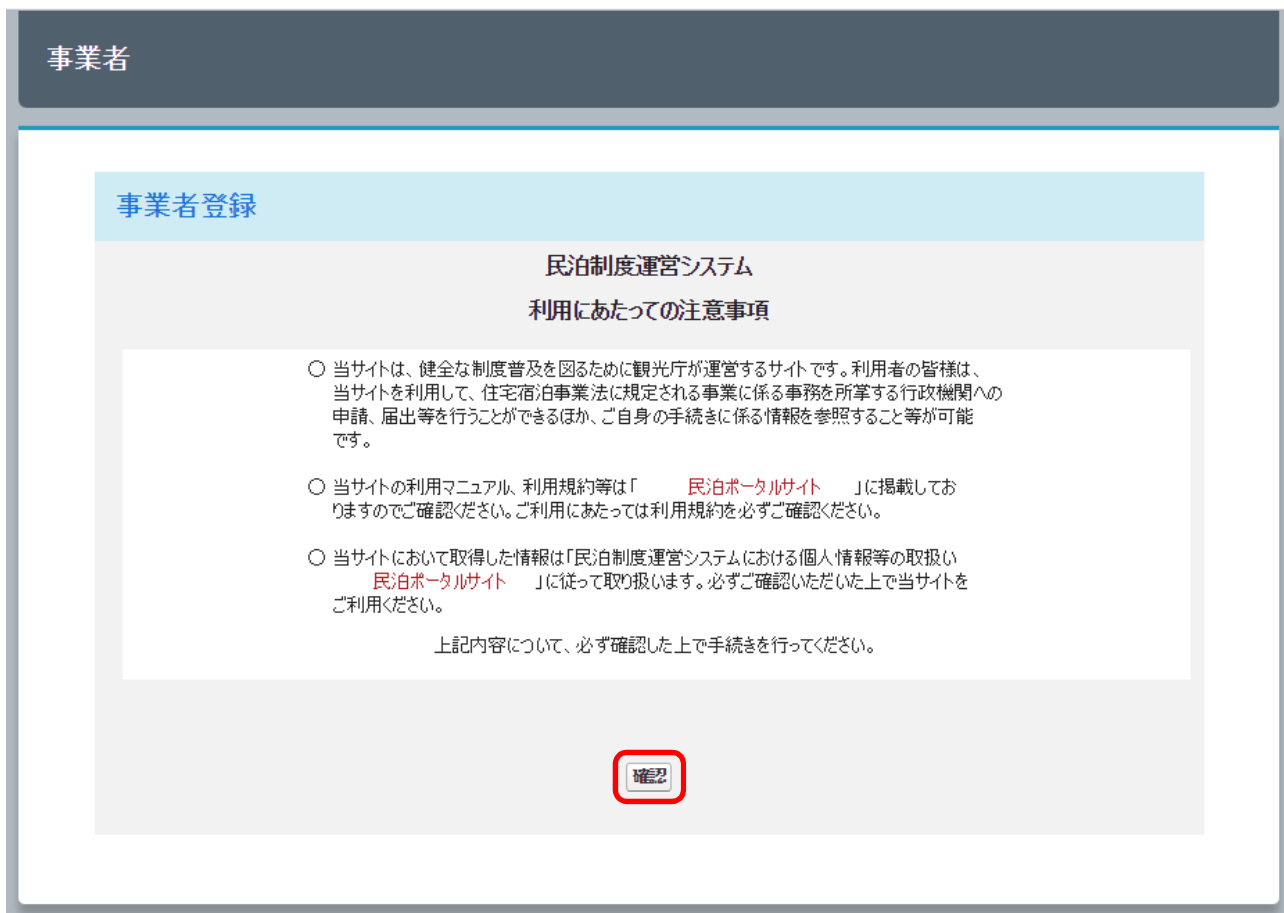 事業者
事業者登録
民泊制度運営システム
利用にあたっての注意事項
○ 当サイトは、健全な制度普及を図るために観光庁が運営するサイトです。利用者の皆様は、
当サイトを利用して、住宅宿泊事業法に規定される事業に係る事務を所掌する行政機関への
申請、届出等を行うことができるほか、ご自身の手続きに係る情報を参照すること等が可能
です。
○ 当サイトの利用マニュアル、利用規約等は「 民泊ポータルサイト 」に掲載してお
りますのでご確認ください。ご利用にあたっては利用規約を必ずご確認ください。
○ 当サイトにおいて取得した情報は「民泊制度運営システムにおける個人情報等の取扱い
民泊ポータルサイト 」に従って取り扱います。必ずご確認いただいた上で当サイトを
ご利用ください。
上記内容について、必ず確認した上で手続きを行ってください。
確認